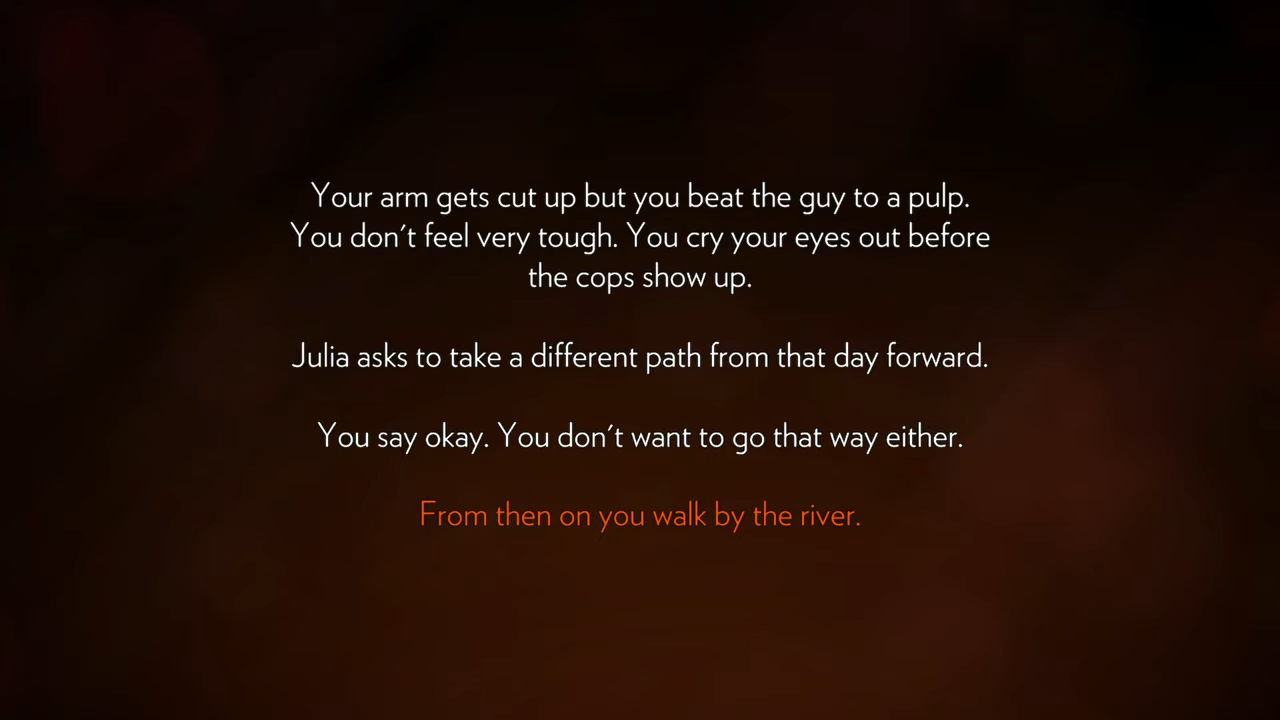 Your arm gets cut up but you beat the guy to a pulp.
You don't feel very tough. You cry your eyes out before
the cops show up.
Julia asks to take a different path from that day forward.
You say okay. You don't want to go that way either.
From then on you walk by the river.